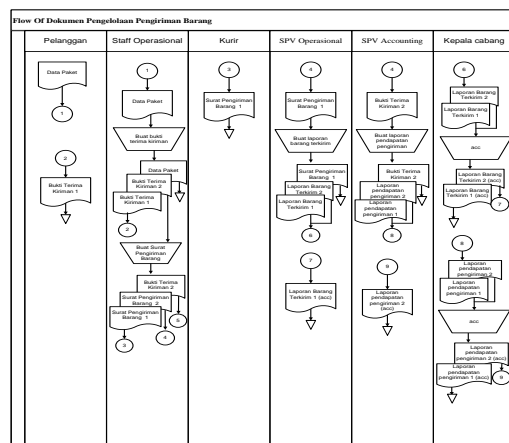 Flow Of Dokumen Pengelolaan Pengiriman Barang
Pelanggan
Staff Operasional
Kurir
SPV Operasional
SPV Accounting
Kepala cabang
Data Paket
1
2
Bukti Terima
Kiriman 1
1
Data Paket
Buat bukti
terima kiriman
Data Paket
Bukti Terima
Kiriman 2
Bukti Terima
Kiriman 1
2
Buat Surat
Pengiriman
Barang
Bukti Terima
Kiriman 2
Surat Pengiriman
Barang 2
Surat Pengiriman
Barang 1
5
4
3
3
Surat Pengiriman
Barang 1
4
Surat Pengiriman
Barang 1
Buat laporan
barang terkirim
Surat Pengiriman
Barang 1
Laporan Barang
Terkirim 2
Laporan Barang
Terkirim 1
6
7
Laporan Barang
Terkirim 1 (acc)
4
Bukti Terima
Kiriman 2
Buat laporan
pendapatan
pengiriman
Bukti Terima
Kiriman 2
Laporan
pendapatan
pengiriman 2
Laporan
pendapatan
pengiriman 1
8
9
Laporan
pendapatan
pengiriman 2
(acc)
6
Laporan Barang
Terkirim 2
Laporan Barang
Terkirim 1
acc
Laporan Barang
Terkirim 2 (acc)
Laporan Barang
Terkirim 1 (acc)
7
8
Laporan
pendapatan
pengiriman 2
Laporan
pendapatan
pengiriman 1
acc
Laporan
pendapatan
pengiriman 2 (acc)
Laporan
pendapatan
pengiriman 1 (acc)
9